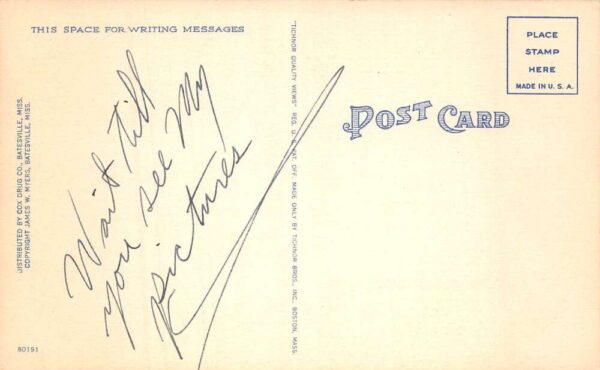 THIS SPACE FOR WRITING MESSAGES
DISTRIBUTED BY COX DRUG CO., BATESVILLE, MISS.
COPYRIGHT JAMES W. MYERS, BATESVILLE, MISS.
Wait till
you see My
Pictures
80191
"TICHNOR QUALITY VIEWS" REG. U. S. PAT. OFF. MADE ONLY BY TICHNOR BROS., INC., BOSTON, MASS.
POST CARD
PLACE
STAMP
HERE
MADE IN U.S.A.